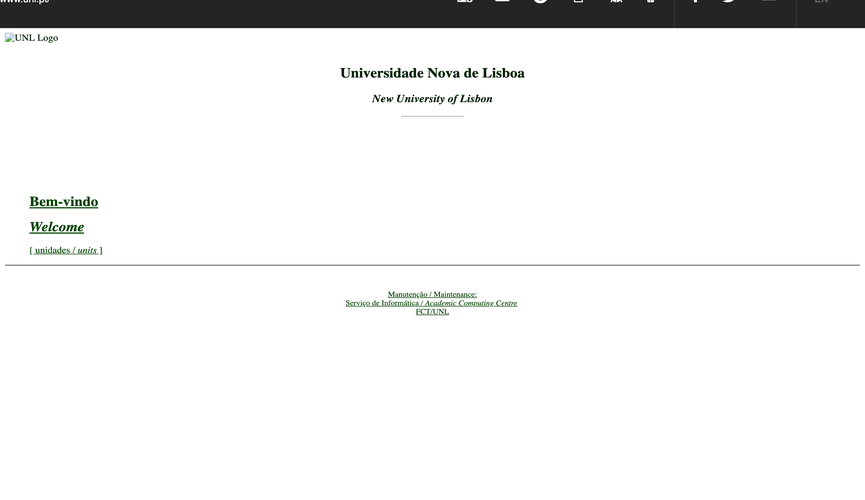 www.unl.pt/
EN
UNL Logo
Universidade Nova de Lisboa
New University of Lisbon
Bem-vindo
Welcome
[ unidades / units ]
Manutenção / Maintenance:
Serviço de Informática / Academic Computing Centre
FCT/UNL